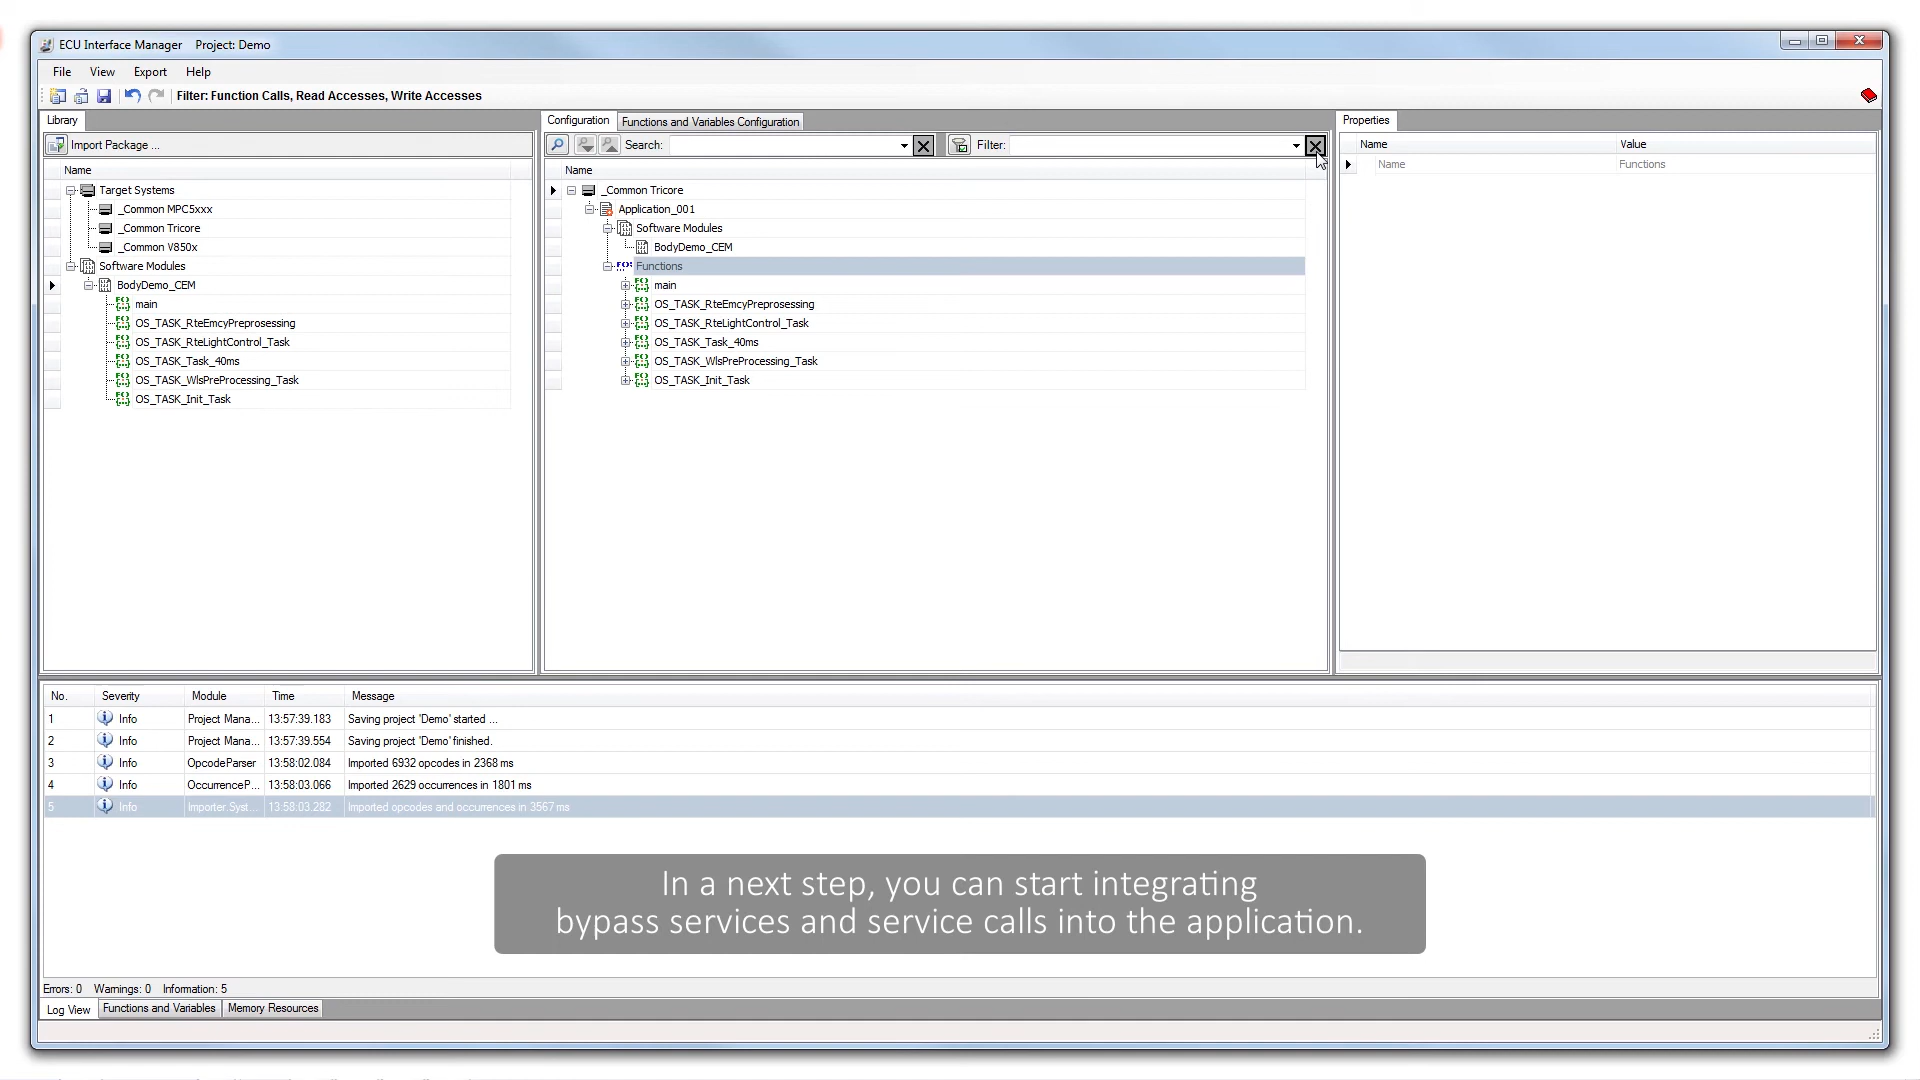 ECU Interface Manager Project: Demo
File View Export Help
Filter: Function Calls, Read Accesses, Write Accesses
Library
Import Package ...
Name
Target Systems
_Common MPC5xxx
_Common Tricore
_Common V850x
Software Modules
BodyDemo_CEM
main
OS_TASK_RteEmcyPreprosessing
OS_TASK_RteLightControl_Task
OS_TASK_Task_40ms
OS_TASK_WlsPreProcessing_Task
OS_TASK_Init_Task
Configuration Functions and Variables Configuration
Search: Filter:
Name
_Common Tricore
Application_001
Software Modules
BodyDemo_CEM
Functions
main
OS_TASK_RteEmcyPreprosessing
OS_TASK_RteLightControl_Task
OS_TASK_Task_40ms
OS_TASK_WlsPreProcessing_Task
OS_TASK_Init_Task
Properties
Name Value
Name Functions
No. Severity Module Time Message
1 Info Project Mana... 13:57:39.183 Saving project 'Demo' started ...
2 Info Project Mana... 13:57:39.554 Saving project 'Demo' finished.
3 Info OpcodeParser 13:58:02.084 Imported 6932 opcodes in 2368 ms
4 Info OccurrenceP... 13:58:03.066 Imported 2629 occurrences in 1801 ms
5 Info Importer.Syst... 13:58:03.282 Imported opcodes and occurrences in 3567 ms
In a next step, you can start integrating
bypass services and service calls into the application.
Errors: 0 Warnings: 0 Information: 5
Log View Functions and Variables Memory Resources